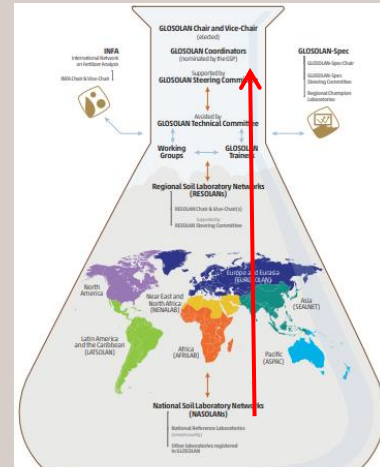 GLOSOLAN Chair and Vice-Chair
(elected)
INFA
International Network
on Fertilizer Analysis
INFA Chair & Vice-Chair
GLOSOLAN Coordinators
(nominated by the GSP)
Supported by
GLOSOLAN Steering Committee
GLOSOLAN-Spec
GLOSOLAN-Spec Chair
GLOSOLAN-Spec
Steering Committee
Regional Champion
Laboratories
Assisted by
GLOSOLAN Technical Committee
Working
Groups
GLOSOLAN
Trainers
Regional Soil Laboratory Networks
(RESOLANs)
RESOLAN Chair & Vice-Chair(s)
Supported by
RESOLAN Steering Committee
North
America
Europe and Eurasia
(EUROSOLAN)
Near East and
North Africa
(NENALAB)
Asia
(SEALNET)
Latin America
and the Caribbean
(LATSOLAN)
Africa
(AFRILAB)
Pacific
(ASPAC)
National Soil Laboratory Networks
(NASOLANs)
National Reference Laboratories
Other laboratories registered
in GLOSOLAN